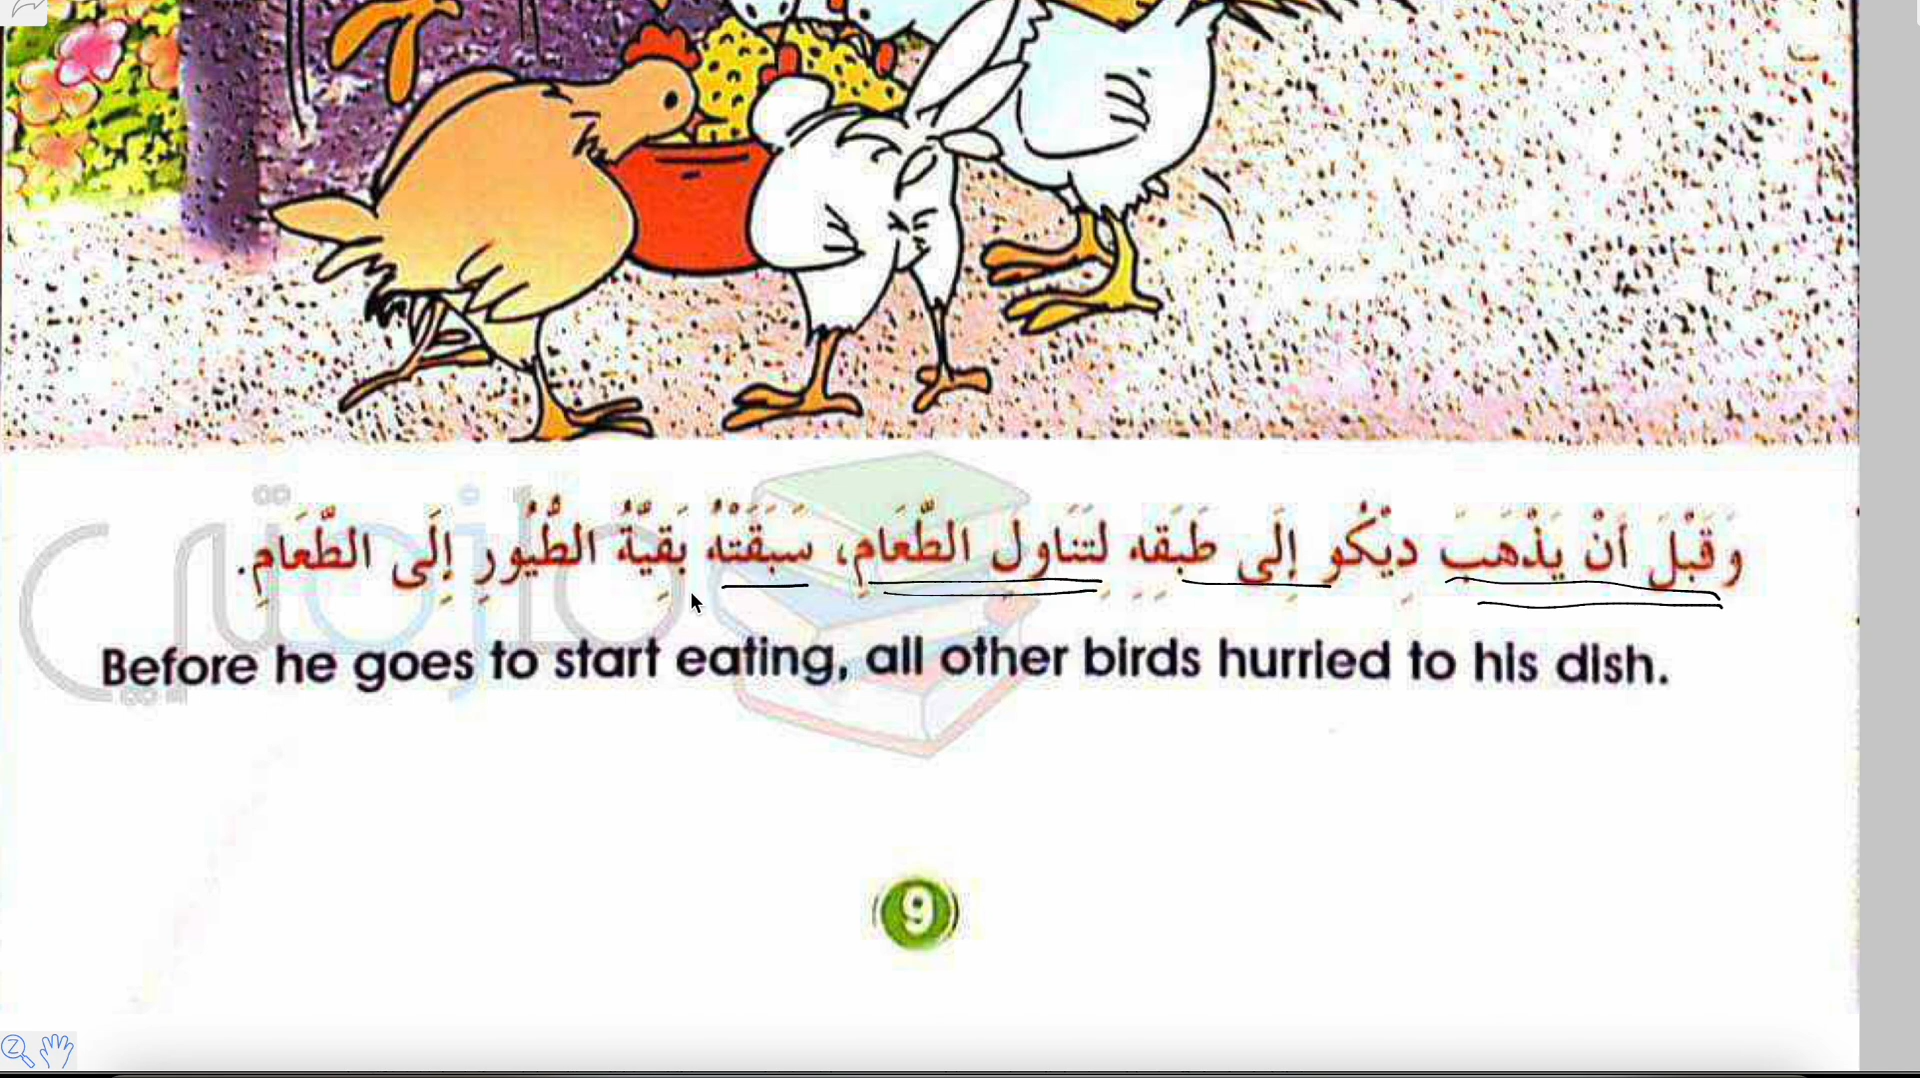 وَقَبْلَ أَنْ يَذْهَبَ دِيْكُو إِلَى طَبَقِهِ لِتَنَاوِلِ الطَّعَامِ، سَبَقَتْهُ بَقِيَّةُ الطُّيُورِ إِلَى الطَّعَامِ.
Before he goes to start eating, all other birds hurried to his dish.
9